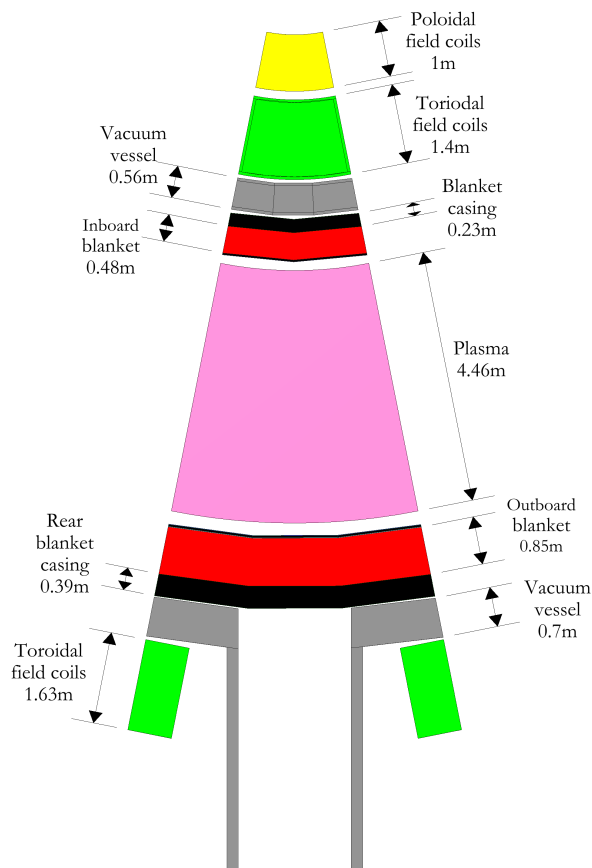 Poloidal
field coils
1m
Toriodal
field coils
1.4m
Vacuum
vessel
0.56m
Blanket
casing
0.23m
Inboard
blanket
0.48m
Plasma
4.46m
Outboard
blanket
0.85m
Rear
blanket
casing
0.39m
Vacuum
vessel
0.7m
Toroidal
field coils
1.63m